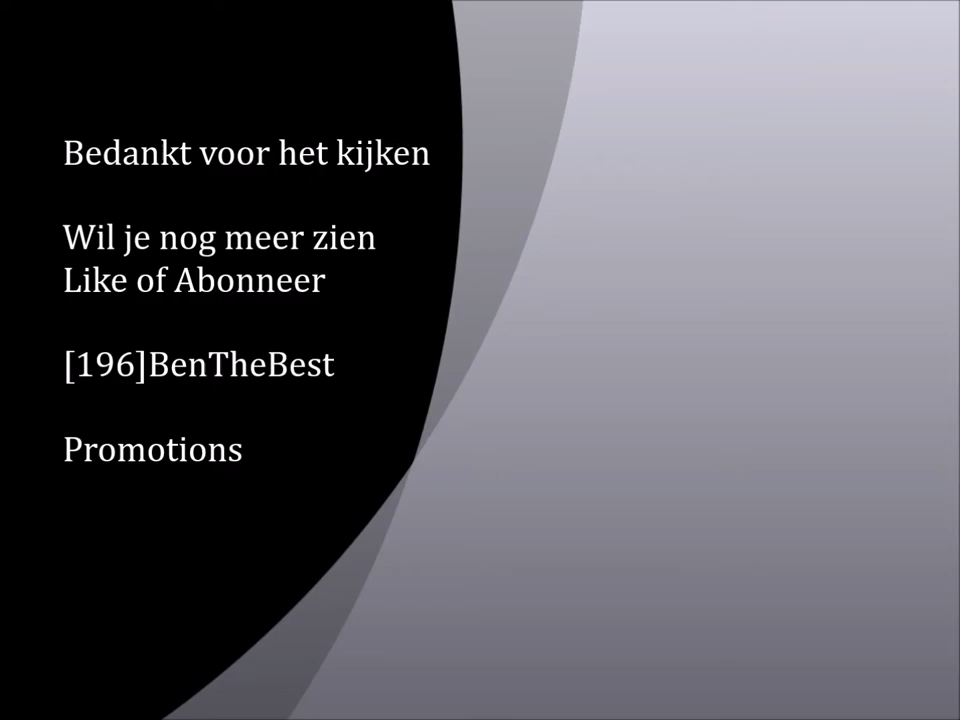 Bedankt voor het kijken
Wil je nog meer zien
Like of Abonneer
[196]BenTheBest
Promotions